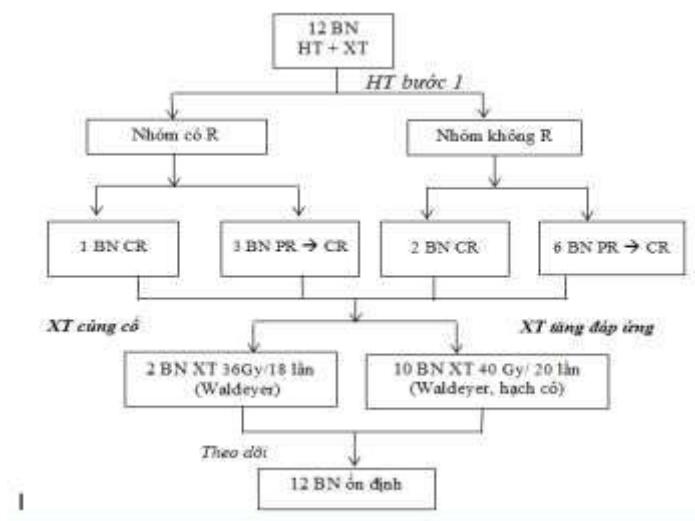 12 BN
HT + XT
HT bước 1
Nhóm có R
Nhóm không R
1 BN CR
3 BN PR → CR
2 BN CR
6 BN PR → CR
XT củng cố
XT tăng đáp ứng
2 BN XT 36Gy/18 lần
(Waldeyer)
10 BN XT 40 Gy/ 20 lần
(Waldeyer, hạch cổ)
Theo dõi
12 BN ổn định